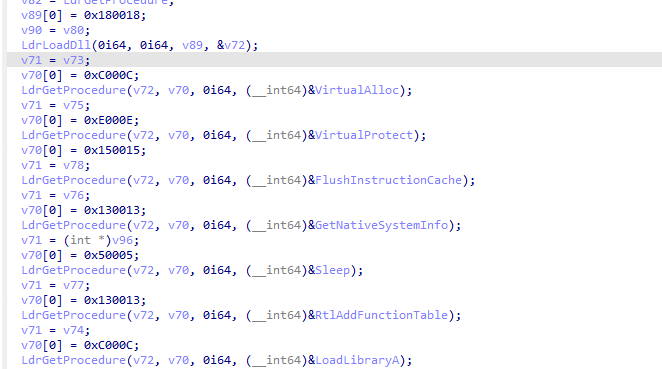 v82 = LdrGetProcedure;
v89[0] = 0x180018;
v90 = v80;
LdrLoadDll(0i64, 0i64, v89, &v72);
v71 = v73;
v70[0] = 0xC000C;
LdrGetProcedure(v72, v70, 0i64, (__int64)&VirtualAlloc);
v71 = v75;
v70[0] = 0xE000E;
LdrGetProcedure(v72, v70, 0i64, (__int64)&VirtualProtect);
v70[0] = 0x150015;
v71 = v78;
LdrGetProcedure(v72, v70, 0i64, (__int64)&FlushInstructionCache);
v71 = v76;
v70[0] = 0x130013;
LdrGetProcedure(v72, v70, 0i64, (__int64)&GetNativeSystemInfo);
v71 = (int *)v96;
v70[0] = 0x50005;
LdrGetProcedure(v72, v70, 0i64, (__int64)&Sleep);
v71 = v77;
v70[0] = 0x130013;
LdrGetProcedure(v72, v70, 0i64, (__int64)&RtlAddFunctionTable);
v71 = v74;
v70[0] = 0xC000C;
LdrGetProcedure(v72, v70, 0i64, (__int64)&LoadLibraryA);